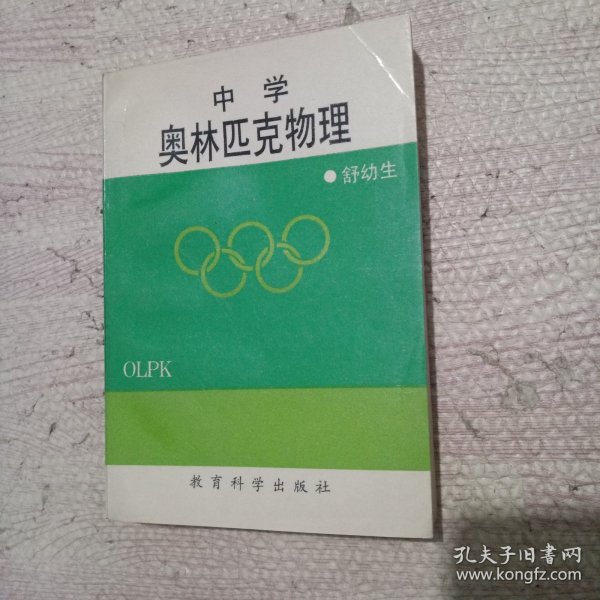 中学
奥林匹克物理
●舒幼生
OLPK
教育科学出版社
孔夫子旧書网
www.kongfz.com